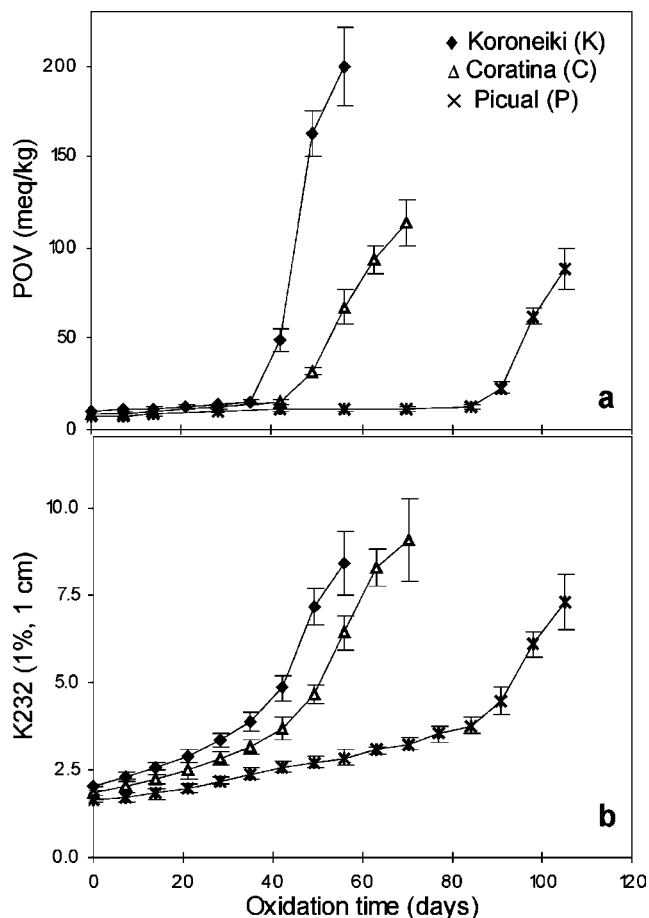 POV (meq/kg)
200
150
100
50
0
Koroneiki (K)
Coratina (C)
Picual (P)
a
K232 (1%, 1 cm)
10.0
7.5
5.0
2.5
0.0
b
0 20 40 60 80 100 120
Oxidation time (days)